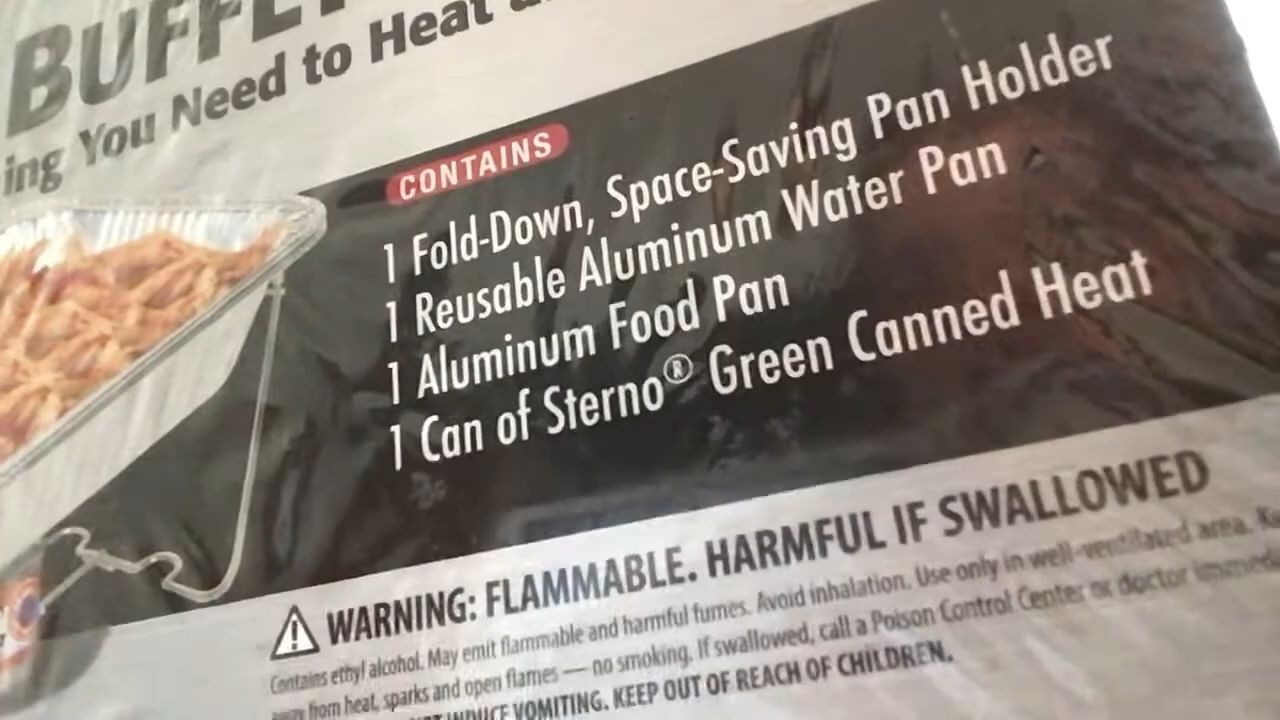 BUFFET
ing You Need to Heat
CONTAINS
1 Fold-Down, Space-Saving Pan Holder
1 Reusable Aluminum Water Pan
1 Aluminum Food Pan
1 Can of Sterno® Green Canned Heat
WARNING: FLAMMABLE. HARMFUL IF SWALLOWED
Contains ethyl alcohol. May emit flammable and harmful fumes. Avoid inhalation. Use only in well-ventilated area.
away from heat, sparks and open flames — no smoking. If swallowed, call a Poison Control Center or doctor immedi
INDUCE VOMITING. KEEP OUT OF REACH OF CHILDREN.